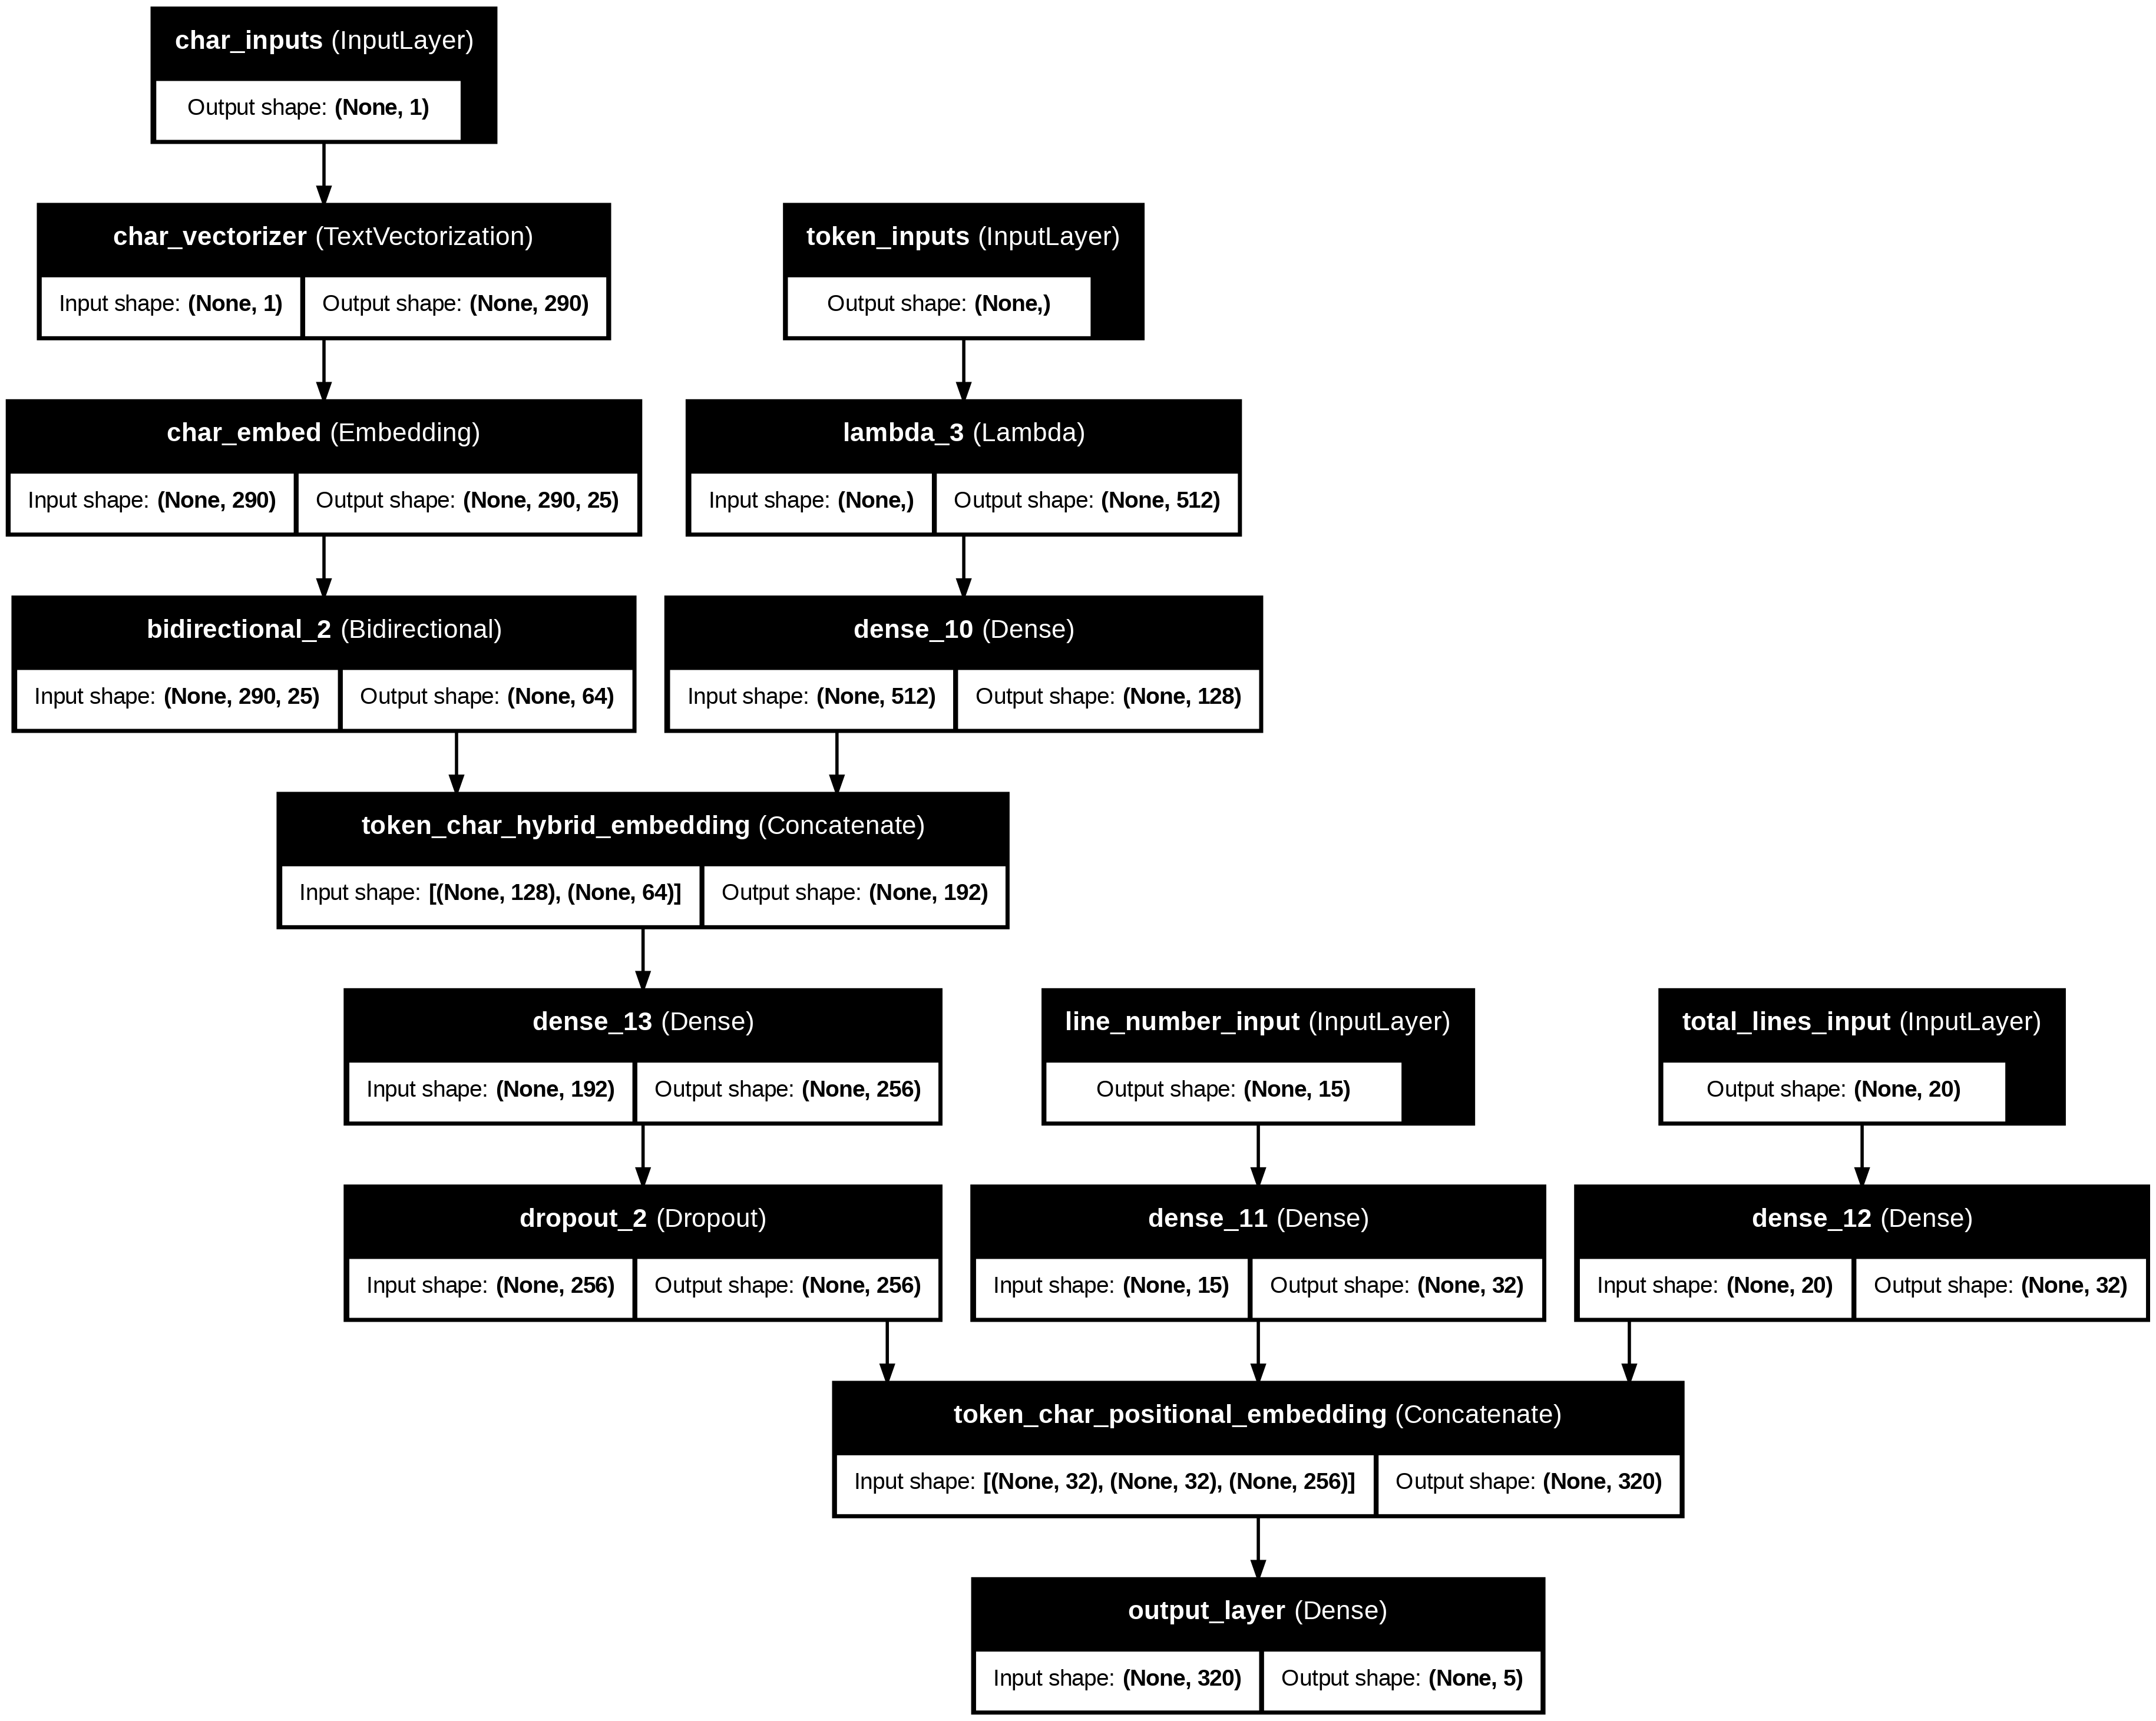 char_inputs (InputLayer)
Output shape: (None, 1)
char_vectorizer (TextVectorization)
Input shape: (None, 1) Output shape: (None, 290)
token_inputs (InputLayer)
Output shape: (None,)
char_embed (Embedding)
Input shape: (None, 290) Output shape: (None, 290, 25)
lambda_3 (Lambda)
Input shape: (None,) Output shape: (None, 512)
bidirectional_2 (Bidirectional)
Input shape: (None, 290, 25) Output shape: (None, 64)
dense_10 (Dense)
Input shape: (None, 512) Output shape: (None, 128)
token_char_hybrid_embedding (Concatenate)
Input shape: [(None, 128), (None, 64)] Output shape: (None, 192)
dense_13 (Dense)
Input shape: (None, 192) Output shape: (None, 256)
line_number_input (InputLayer)
Output shape: (None, 15)
total_lines_input (InputLayer)
Output shape: (None, 20)
dropout_2 (Dropout)
Input shape: (None, 256) Output shape: (None, 256)
dense_11 (Dense)
Input shape: (None, 15) Output shape: (None, 32)
dense_12 (Dense)
Input shape: (None, 20) Output shape: (None, 32)
token_char_positional_embedding (Concatenate)
Input shape: [(None, 32), (None, 32), (None, 256)] Output shape: (None, 320)
output_layer (Dense)
Input shape: (None, 320) Output shape: (None, 5)